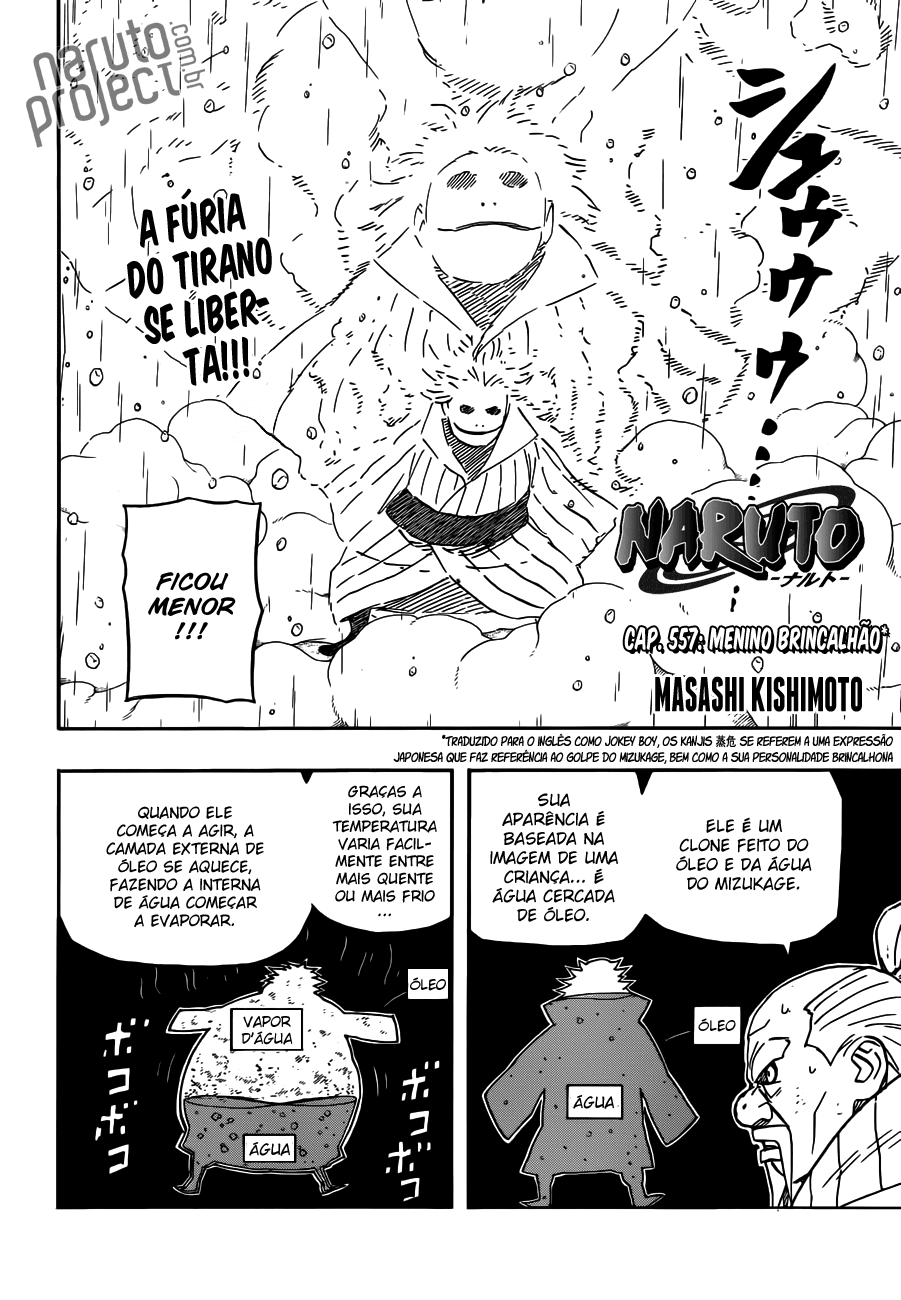 naruto
project
.com.br
シュウゥゥゥ
A FÚRIA
DO TIRANO
SE LIBER-
TA!!!
FICOU
MENOR
!!!
NARUTO
-ナルト-
CAP. 557: MENINO BRINCALHÃO*
MASASHI KISHIMOTO
*TRADUZIDO PARA O INGLÊS COMO JOKEY BOY, OS KANJIS 蒸危 SE REFEREM A UMA EXPRESSÃO
JAPONESA QUE FAZ REFERÊNCIA AO GOLPE DO MIZUKAGE, BEM COMO A SUA PERSONALIDADE BRINCALHONA
ELE É UM
CLONE FEITO DO
ÓLEO E DA ÁGUA
DO MIZUKAGE.
SUA
APARÊNCIA É
BASEADA NA
IMAGEM DE UMA
CRIANÇA... É
ÁGUA CERCADA
DE ÓLEO.
ÓLEO
ÁGUA
GRAÇAS A
ISSO, SUA
TEMPERATURA
VARIA FACIL-
MENTE ENTRE
MAIS QUENTE
OU MAIS FRIO
...
QUANDO ELE
COMEÇA A AGIR, A
CAMADA EXTERNA DE
ÓLEO SE AQUECE,
FAZENDO A INTERNA
DE ÁGUA COMEÇAR
A EVAPORAR.
ÓLEO
VAPOR
D'ÁGUA
ÁGUA
ボコボコ
ボコボコ